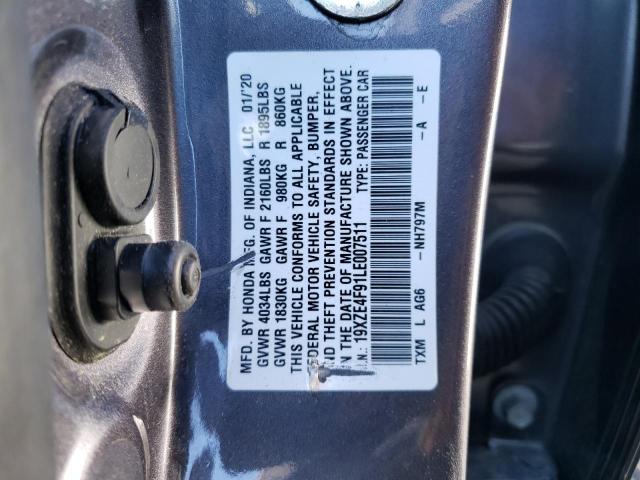 MFD. BY HONDA MFG. OF INDIANA, LLC 01/'20
GVWR 4034LBS GAWR F 2160LBS R 1895LBS
GVWR 1830KG GAWR F 980KG R 860KG
THIS VEHICLE CONFORMS TO ALL APPLICABLE
FEDERAL MOTOR VEHICLE SAFETY, BUMPER,
AND THEFT PREVENTION STANDARDS IN EFFECT
ON THE DATE OF MANUFACTURE SHOWN ABOVE.
V.I.N.: 19XZE4F91LE007511 TYPE: PASSENGER CAR
TXM L AG6 -NH797M -A -E